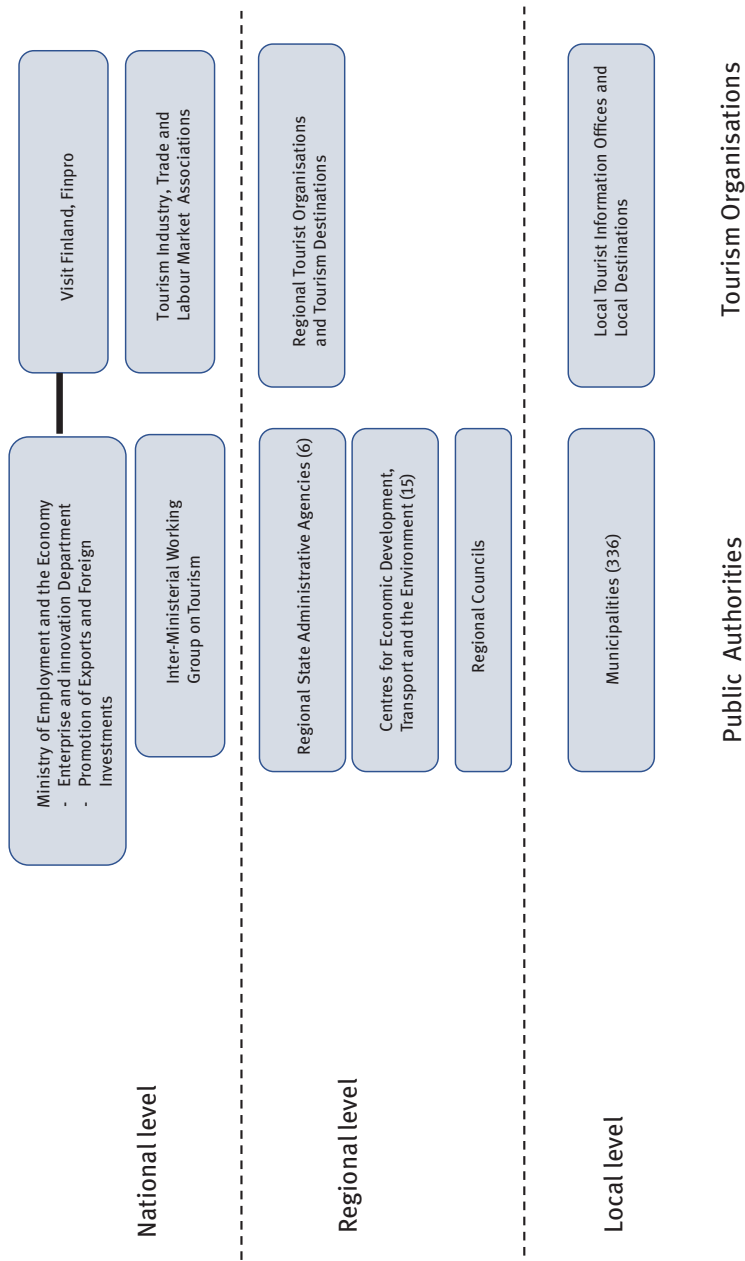 National level
Ministry of Employment and the Economy
- Enterprise and innovation Department
- Promotion of Exports and Foreign
Investments
Visit Finland, Finpro
Inter-Ministerial Working
Group on Tourism
Tourism Industry, Trade and
Labour Market Associations
Regional level
Regional State Administrative Agencies (6)
Regional Tourist Organisations
and Tourism Destinations
Centres for Economic Development,
Transport and the Environment (15)
Regional Councils
Local level
Municipalities (336)
Local Tourist Information Offices and
Local Destinations
Public Authorities
Tourism Organisations